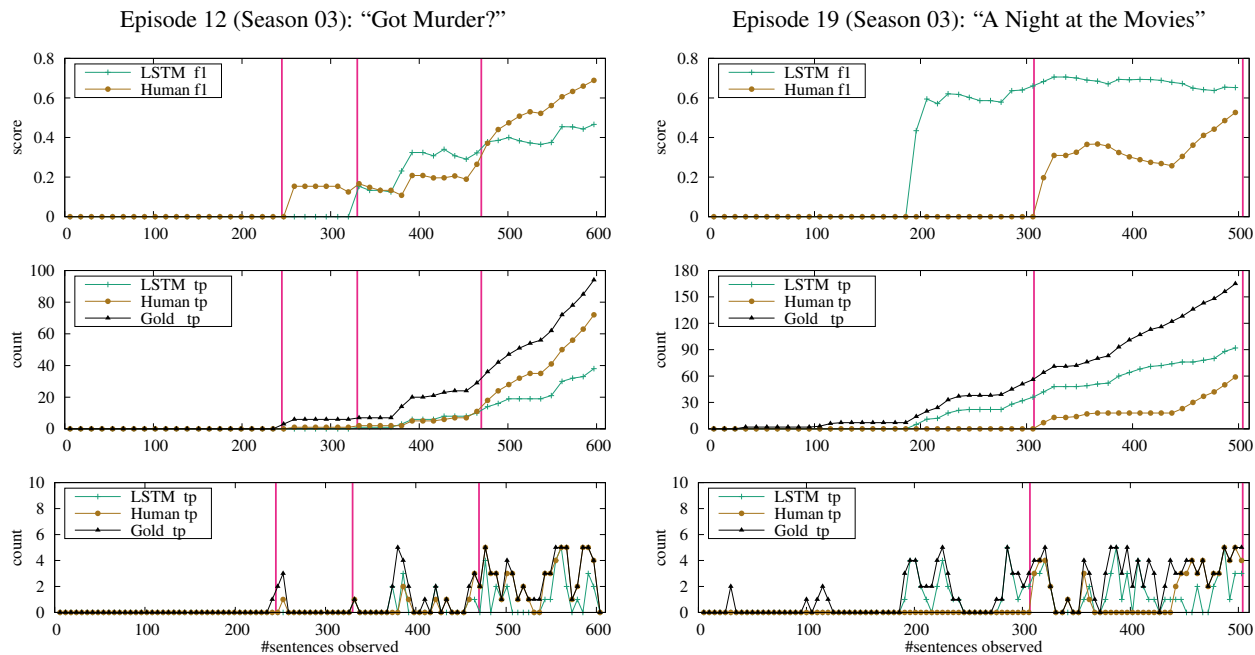 Episode 12 (Season 03): “Got Murder?”
0.8
0.6
0.4
0.2
0
score
LSTM f1
Human f1
0 100 200 300 400 500 600
100
80
60
40
20
0
count
LSTM tp
Human tp
Gold tp
0 100 200 300 400 500 600
10
8
6
4
2
0
count
LSTM tp
Human tp
Gold tp
0 100 200 300 400 500 600
#sentences observed
Episode 19 (Season 03): “A Night at the Movies”
0.8
0.6
0.4
0.2
0
score
LSTM f1
Human f1
0 100 200 300 400 500
180
150
120
90
60
30
0
count
LSTM tp
Human tp
Gold tp
0 100 200 300 400 500
10
8
6
4
2
0
count
LSTM tp
Human tp
Gold tp
0 100 200 300 400 500
#sentences observed